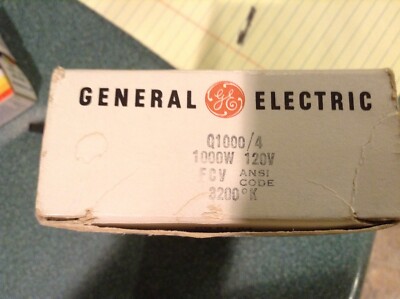 GENERAL GE ELECTRIC
Q1000/4
1000W 120V
FCV ANSI CODE
3200°K